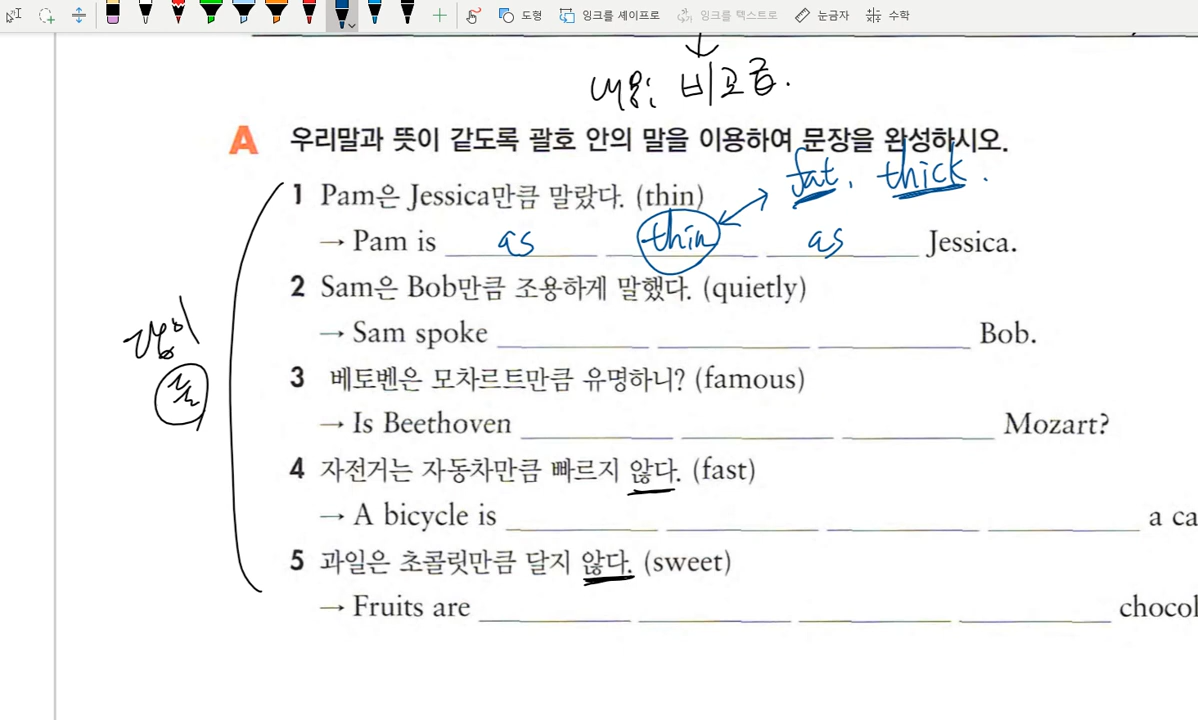 도형 잉크를 셰이프로 잉크를 텍스트로 눈금자 수학
내용: 비교급.
A 우리말과 뜻이 같도록 괄호 안의 말을 이용하여 문장을 완성하시오.
fat, thick.
1 Pam은 Jessica만큼 말랐다. (thin)
→ Pam is as thin as Jessica.
2 Sam은 Bob만큼 조용하게 말했다. (quietly)
→ Sam spoke Bob.
3 베토벤은 모차르트만큼 유명하니? (famous)
→ Is Beethoven Mozart?
4 자전거는 자동차만큼 빠르지 않다. (fast)
→ A bicycle is a ca
5 과일은 초콜릿만큼 달지 않다. (sweet)
→ Fruits are chocol
같이